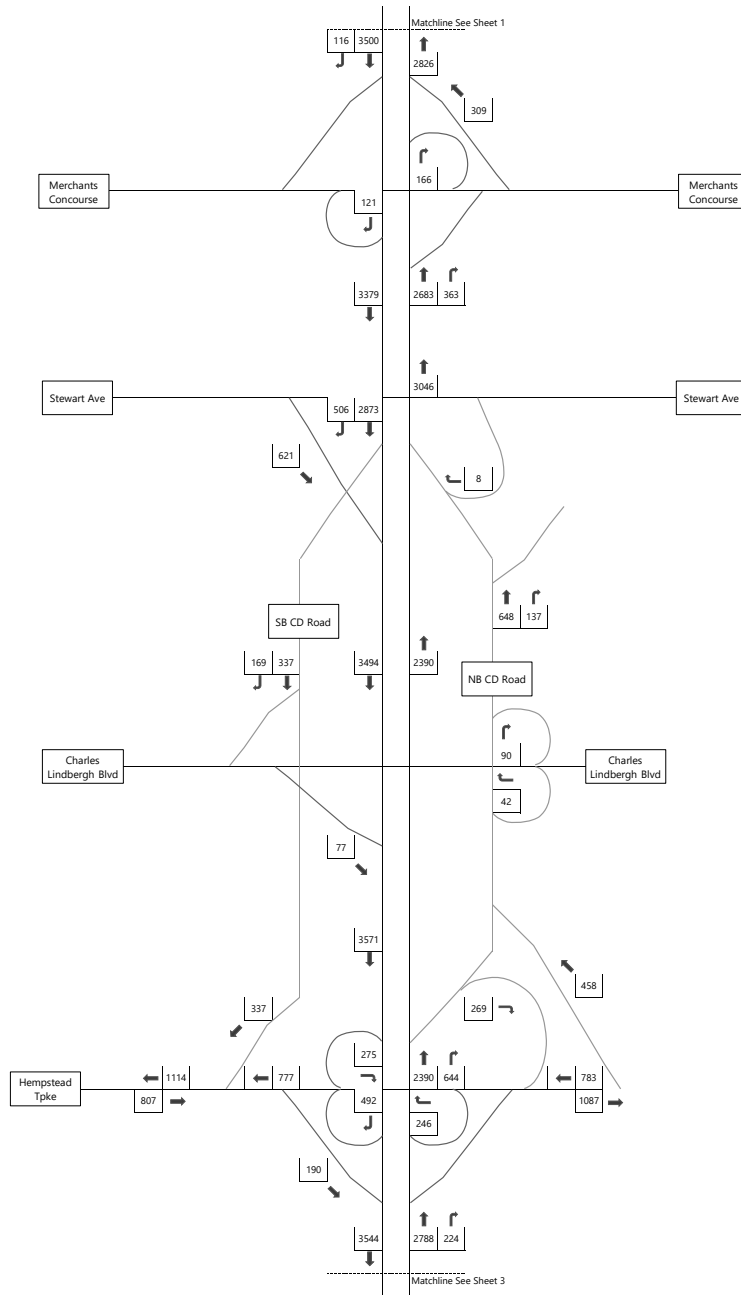 Matchline See Sheet 1
116 3500
2826
309
166
Merchants
Concourse
Merchants
Concourse
121
3379
2683 363
3046
Stewart Ave
Stewart Ave
506 2873
621
8
648 137
SB CD Road
169 337
3494
2390
NB CD Road
90
Charles
Lindbergh Blvd
Charles
Lindbergh Blvd
42
77
3571
458
337
269
275
1114
777
2390 644
783
Hempstead
Tpke
807
492
1087
246
190
3544
2788 224
Matchline See Sheet 3